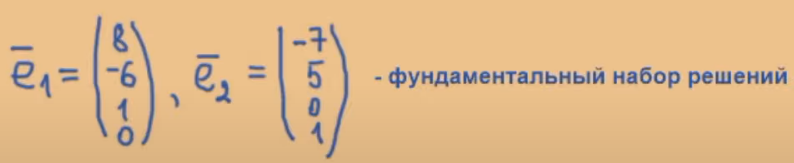 ē₁ = (8 -6 1 0), ē₂ = (-7 5 0 1) - фундаментальный набор решений